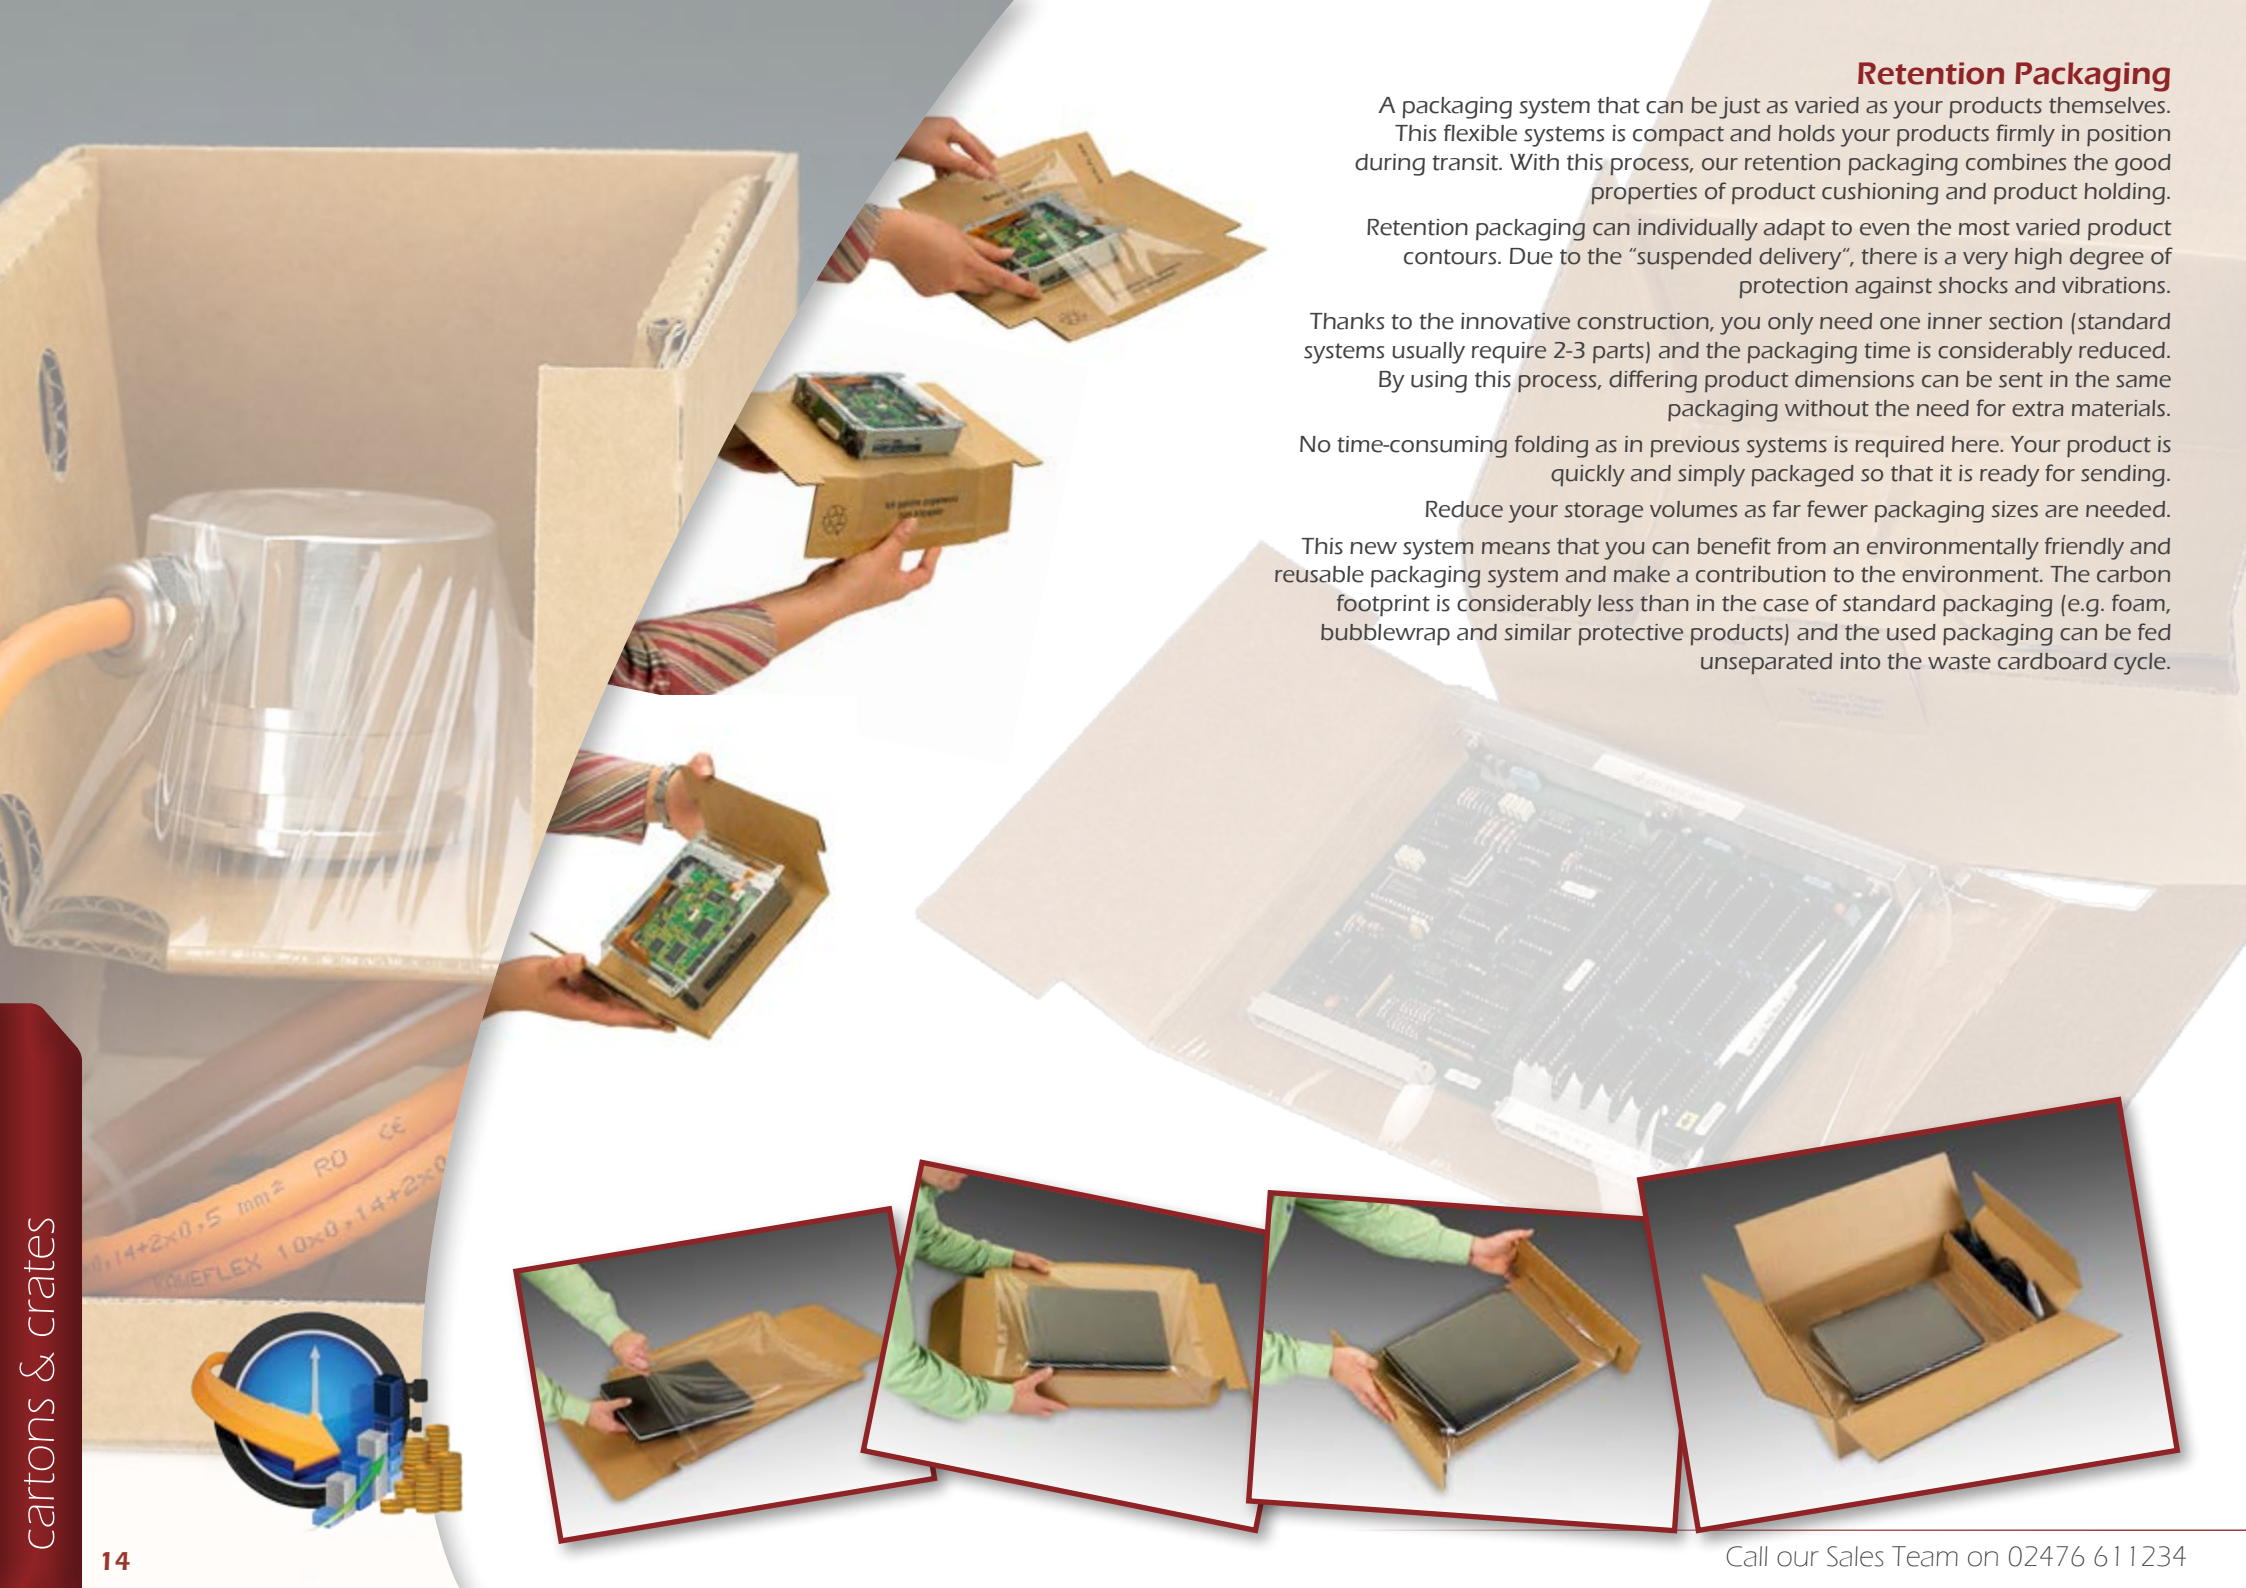 Retention Packaging
A packaging system that can be just as varied as your products themselves.
This flexible systems is compact and holds your products firmly in position
during transit. With this process, our retention packaging combines the good
properties of product cushioning and product holding.
Retention packaging can individually adapt to even the most varied product
contours. Due to the “suspended delivery“, there is a very high degree of
protection against shocks and vibrations.
Thanks to the innovative construction, you only need one inner section (standard
systems usually require 2-3 parts) and the packaging time is considerably reduced.
By using this process, differing product dimensions can be sent in the same
packaging without the need for extra materials.
No time-consuming folding as in previous systems is required here. Your product is
quickly and simply packaged so that it is ready for sending.
Reduce your storage volumes as far fewer packaging sizes are needed.
This new system means that you can benefit from an environmentally friendly and
reusable packaging system and make a contribution to the environment. The carbon
footprint is considerably less than in the case of standard packaging (e.g. foam,
bubblewrap and similar protective products) and the used packaging can be fed
unseparated into the waste cardboard cycle.
0,14+2x0,5 mm² RO CE
10x0,14+2x0
cartons & crates
14
Call our Sales Team on 02476 611234